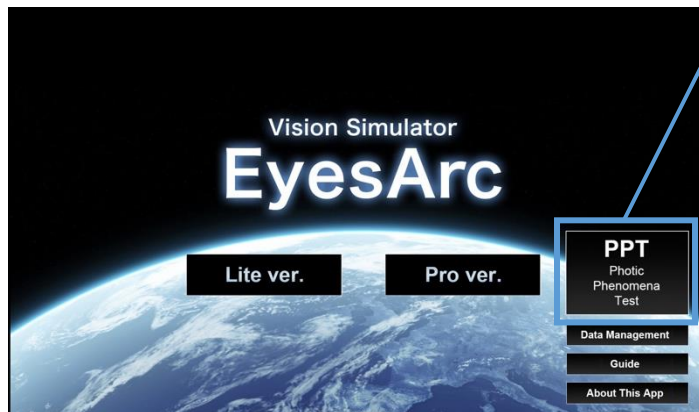 Vision Simulator
EyesArc
Lite ver.
Pro ver.
PPT
Photic
Phenomena
Test
Data Management
Guide
About This App